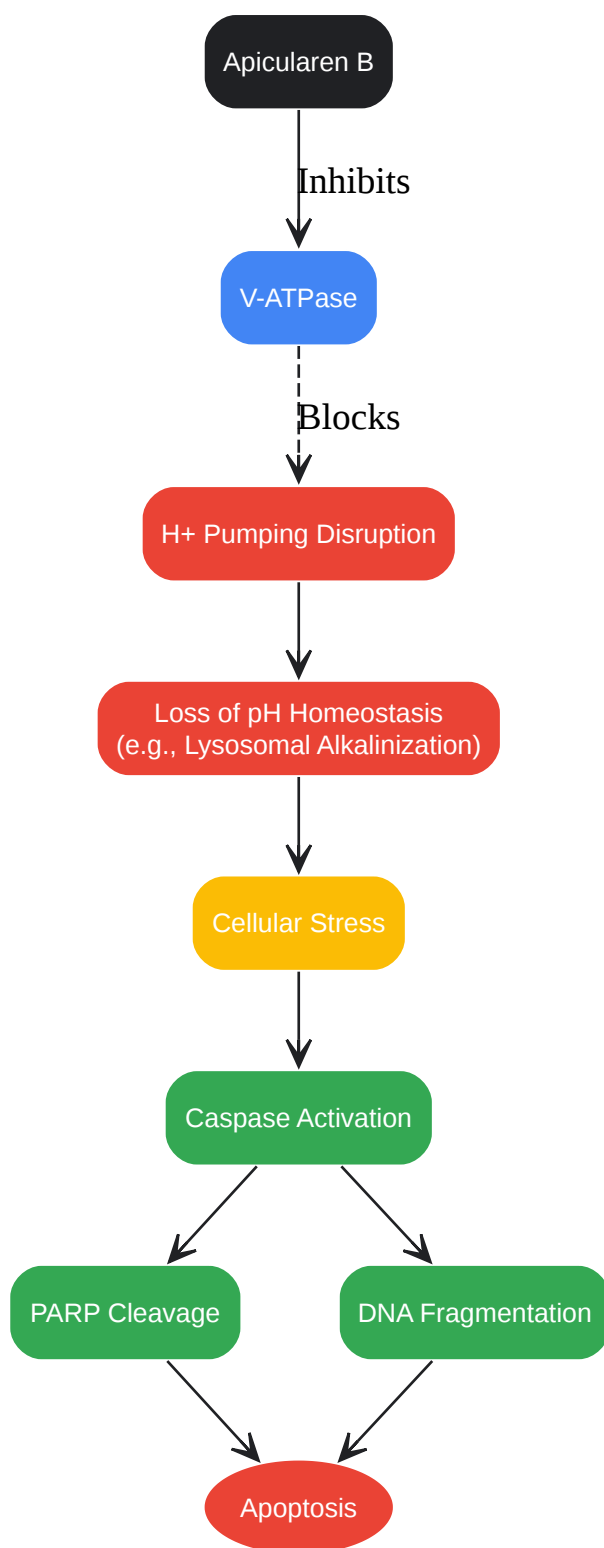 Apicularen B
Inhibits
V-ATPase
Blocks
H+ Pumping Disruption
Loss of pH Homeostasis
(e.g., Lysosomal Alkalinization)
Cellular Stress
Caspase Activation
PARP Cleavage
DNA Fragmentation
Apoptosis